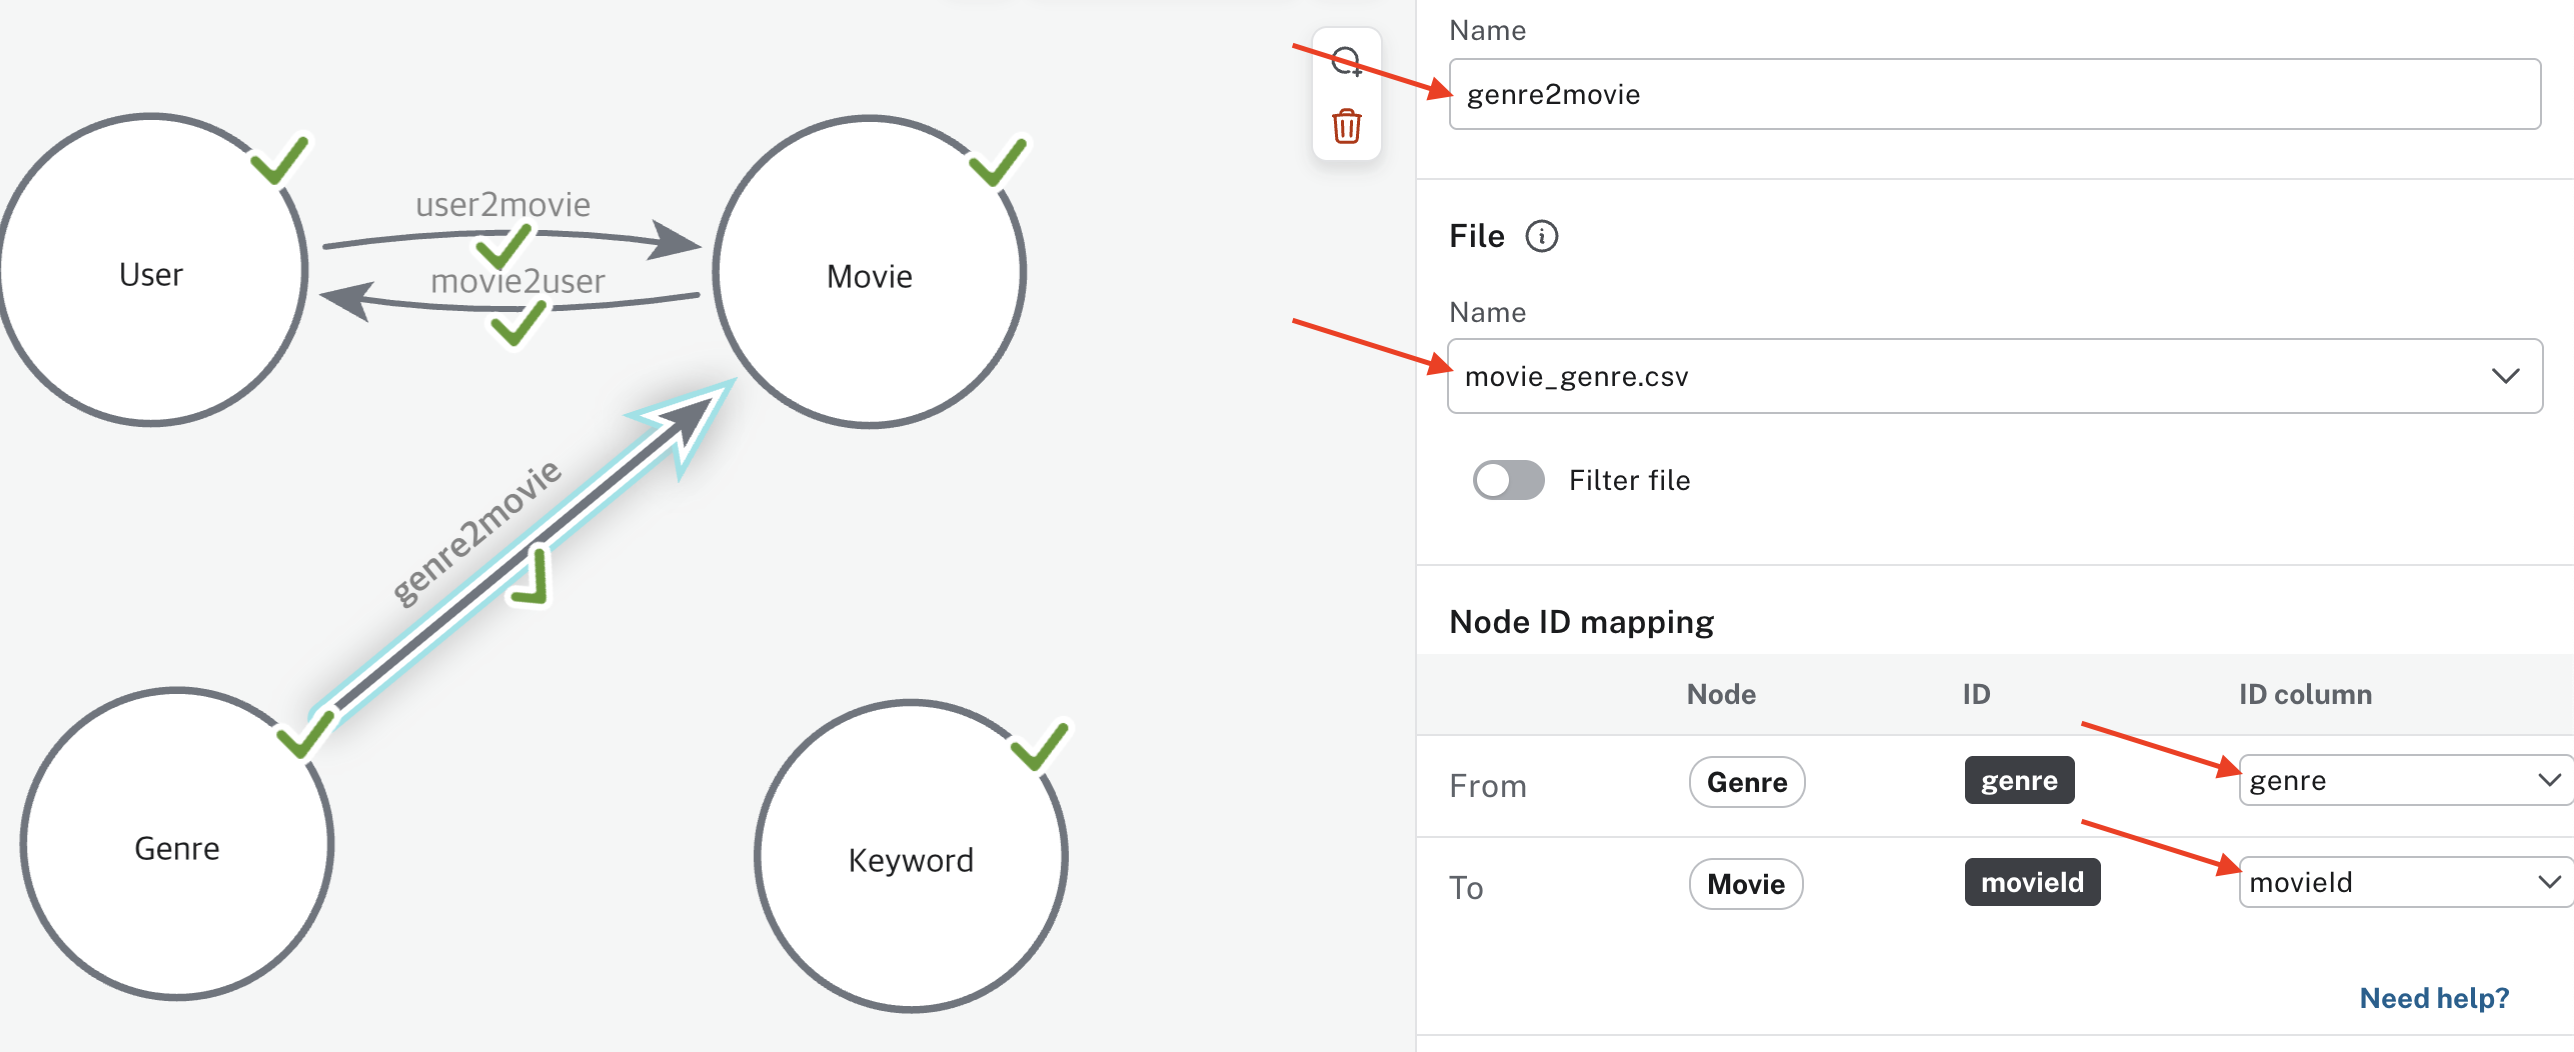 user2movie
movie2user
User
Movie
genre2movie
Genre
Keyword
Name
genre2movie
File
Name
movie_genre.csv
Filter file
Node ID mapping
Node ID ID column
From Genre genre genre
To Movie movieId movieId
Need help?